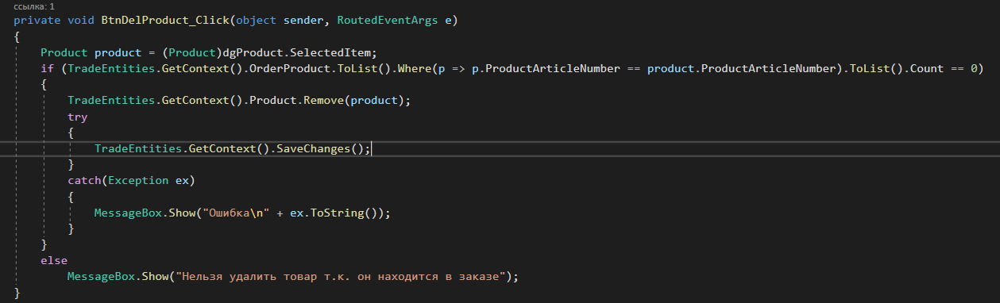 ссылка: 1
private void BtnDelProduct_Click(object sender, RoutedEventArgs e)
{
Product product = (Product)dgProduct.SelectedItem;
if (TradeEntities.GetContext().OrderProduct.ToList().Where(p => p.ProductArticleNumber == product.ProductArticleNumber).ToList().Count == 0)
{
TradeEntities.GetContext().Product.Remove(product);
try
{
TradeEntities.GetContext().SaveChanges();
}
catch(Exception ex)
{
MessageBox.Show("Ошибка\n" + ex.ToString());
}
}
else
MessageBox.Show("Нельзя удалить товар т.к. он находится в заказе");
}